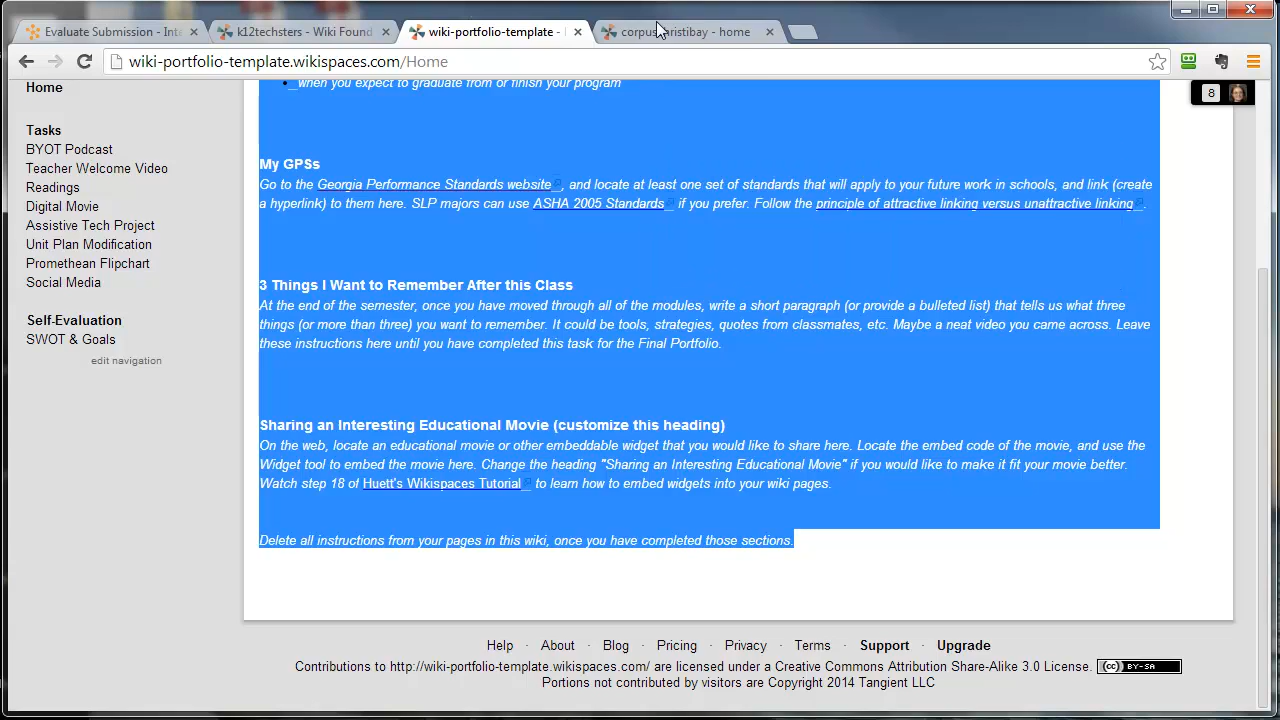 Evaluate Submission - Int
k12techsters - Wiki Found
wiki-portfolio-template -
corpus ristibay - home
wiki-portfolio-template.wikispaces.com/Home
8
Home
Tasks
BYOT Podcast
Teacher Welcome Video
Readings
Digital Movie
Assistive Tech Project
Unit Plan Modification
Promethean Flipchart
Social Media
Self-Evaluation
SWOT & Goals
edit navigation
when you expect to graduate from or finish your program
My GPSs
Go to the Georgia Performance Standards website, and locate at least one set of standards that will apply to your future work in schools, and link (create
a hyperlink) to them here. SLP majors can use ASHA 2005 Standards if you prefer. Follow the principle of attractive linking versus unattractive linking.
3 Things I Want to Remember After this Class
At the end of the semester, once you have moved through all of the modules, write a short paragraph (or provide a bulleted list) that tells us what three
things (or more than three) you want to remember. It could be tools, strategies, quotes from classmates, etc. Maybe a neat video you came across. Leave
these instructions here until you have completed this task for the Final Portfolio.
Sharing an Interesting Educational Movie (customize this heading)
On the web, locate an educational movie or other embeddable widget that you would like to share here. Locate the embed code of the movie, and use the
Widget tool to embed the movie here. Change the heading "Sharing an Interesting Educational Movie" if you would like to make it fit your movie better.
Watch step 18 of Huett's Wikispaces Tutorial to learn how to embed widgets into your wiki pages.
Delete all instructions from your pages in this wiki, once you have completed those sections.
Help · About · Blog · Pricing · Privacy · Terms · Support · Upgrade
Contributions to http://wiki-portfolio-template.wikispaces.com/ are licensed under a Creative Commons Attribution Share-Alike 3.0 License. (cc) BY-SA
Portions not contributed by visitors are Copyright 2014 Tangient LLC